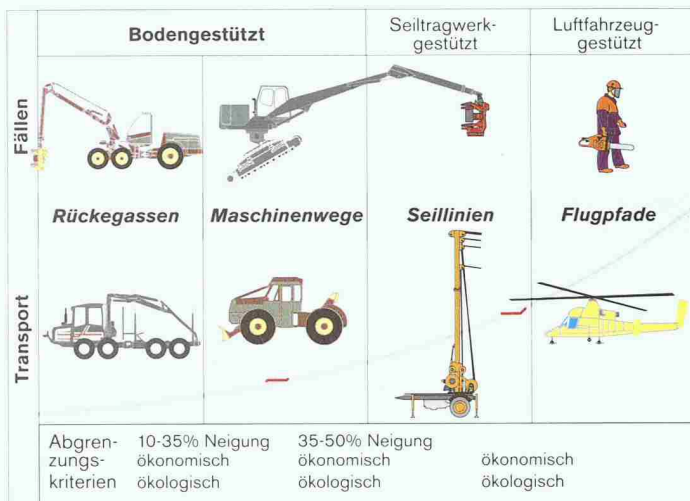 Bodengestützt
Seiltragwerk-
gestützt
Luftfahrzeug-
gestützt
Fällen
Rückegassen
Maschinenwege
Seillinien
Flugpfade
Transport
Abgren-
zungs-
kriterien
10-35% Neigung
ökonomisch
ökologisch
35-50% Neigung
ökonomisch
ökologisch
ökonomisch
ökologisch